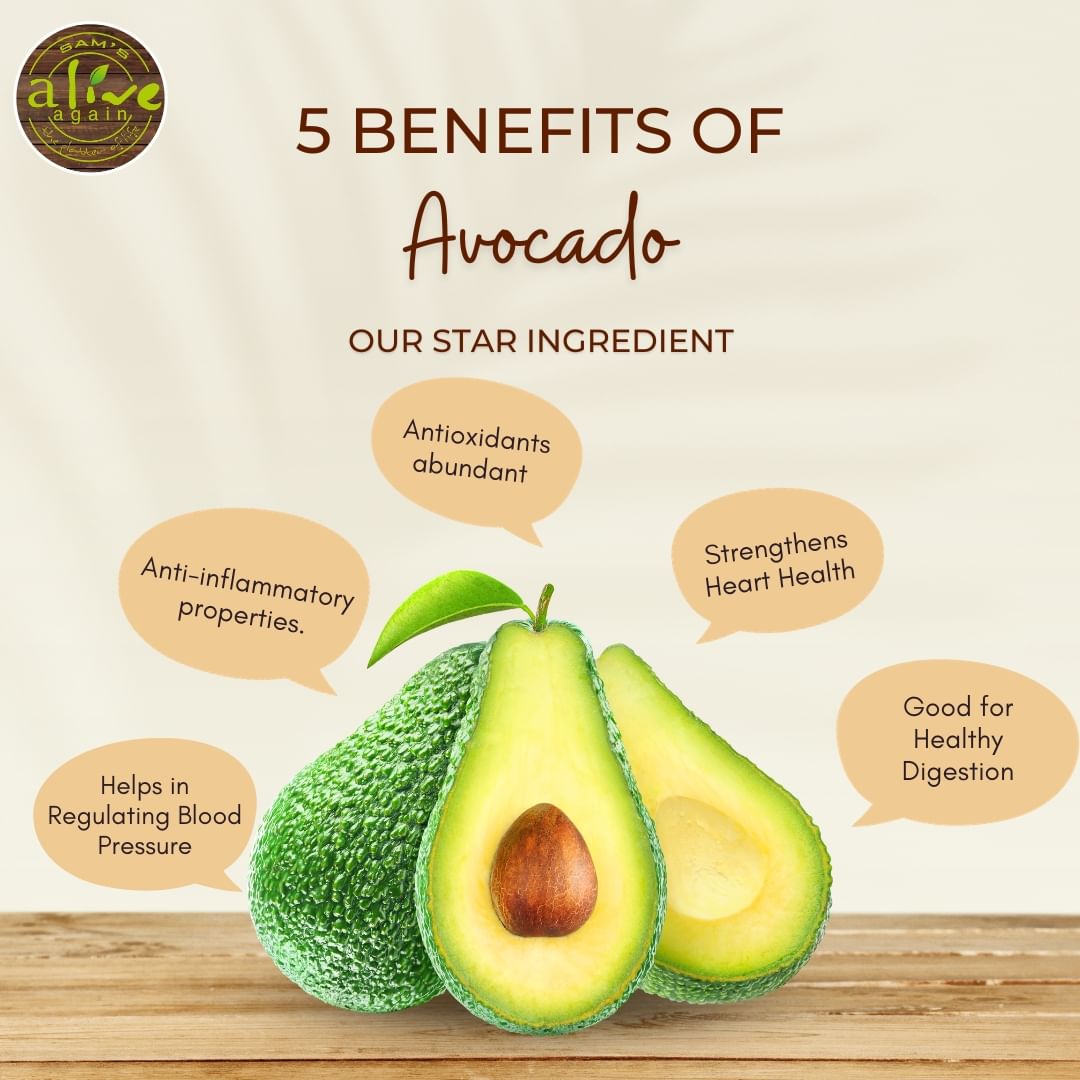 SAM'S
alive
again
5 BENEFITS OF
Avocado
OUR STAR INGREDIENT
Antioxidants
abundant
Anti-inflammatory
properties.
Strengthens
Heart Health
Good for
Healthy
Digestion
Helps in
Regulating Blood
Pressure